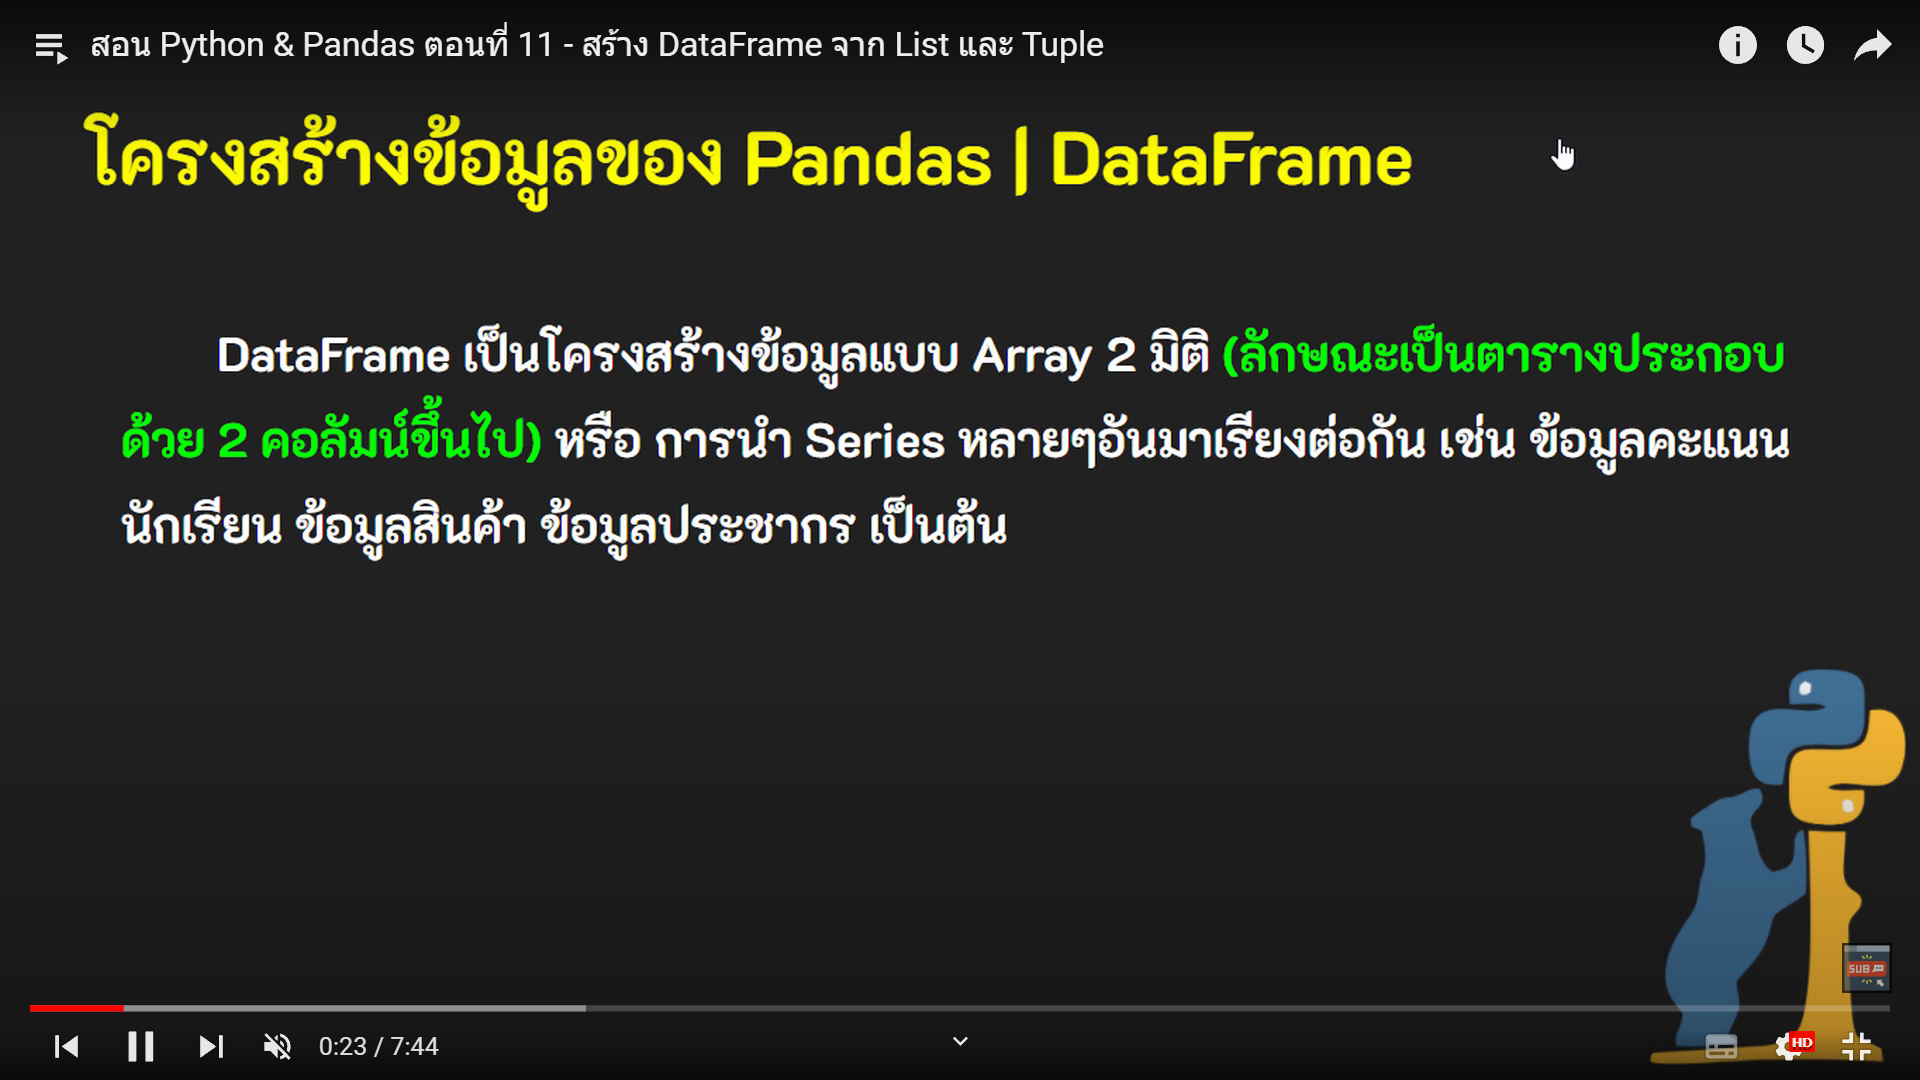 สอน Python & Pandas ตอนที่ 11 - สร้าง DataFrame จาก List และ Tuple
โครงสร้างข้อมูลของ Pandas | DataFrame
DataFrame เป็นโครงสร้างข้อมูลแบบ Array 2 มิติ (ลักษณะเป็นตารางประกอบ
ด้วย 2 คอลัมน์ขึ้นไป) หรือ การนำ Series หลายๆอันมาเรียงต่อกัน เช่น ข้อมูลคะแนน
นักเรียน ข้อมูลสินค้า ข้อมูลประชากร เป็นต้น
SUB
0:23 / 7:44
HD